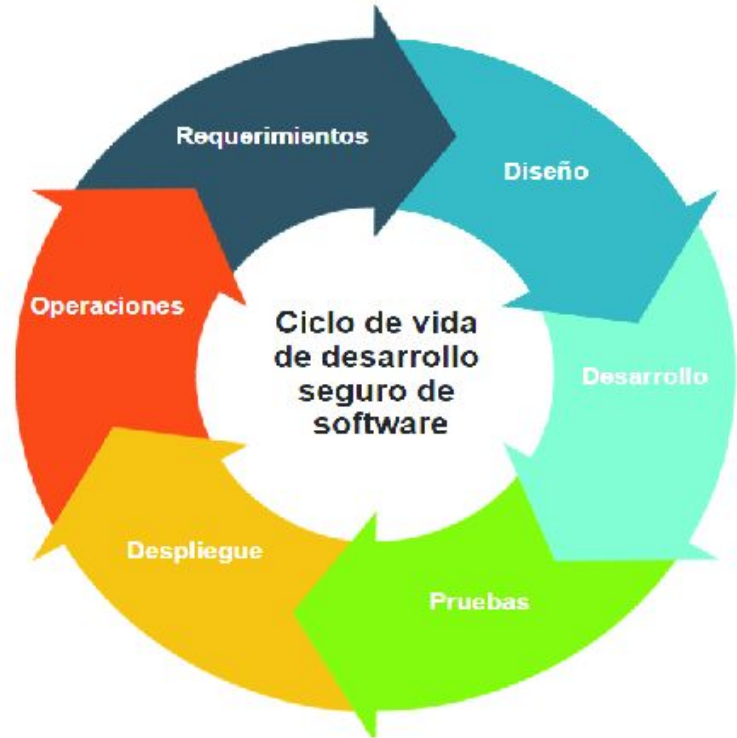 Requerimientos
Diseño
Desarrollo
Pruebas
Despliegue
Operaciones
Ciclo de vida
de desarrollo
seguro de
software